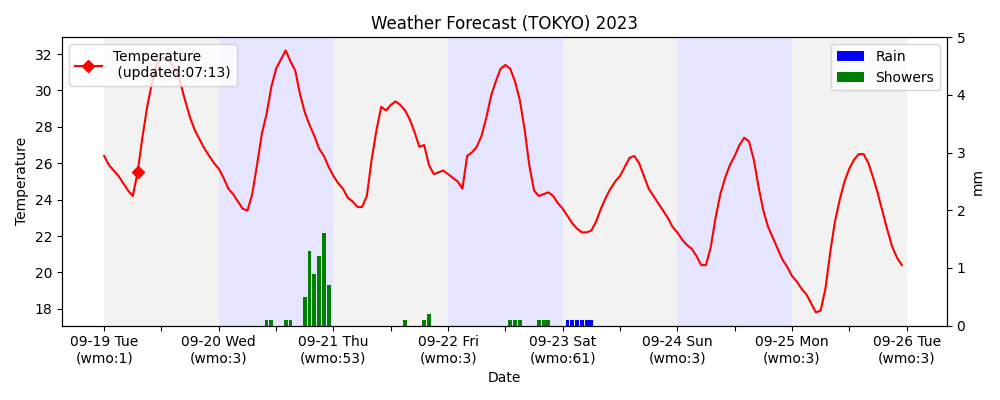 Weather Forecast (TOKYO) 2023
Temperature
(updated:07:13)
Rain
Showers
Temperature
32
30
28
26
24
22
20
18
5
4
3
2
1
0
mm
09-19 Tue
(wmo:1)
09-20 Wed
(wmo:3)
09-21 Thu
(wmo:53)
09-22 Fri
(wmo:3)
09-23 Sat
(wmo:61)
09-24 Sun
(wmo:3)
09-25 Mon
(wmo:3)
09-26 Tue
(wmo:3)
Date